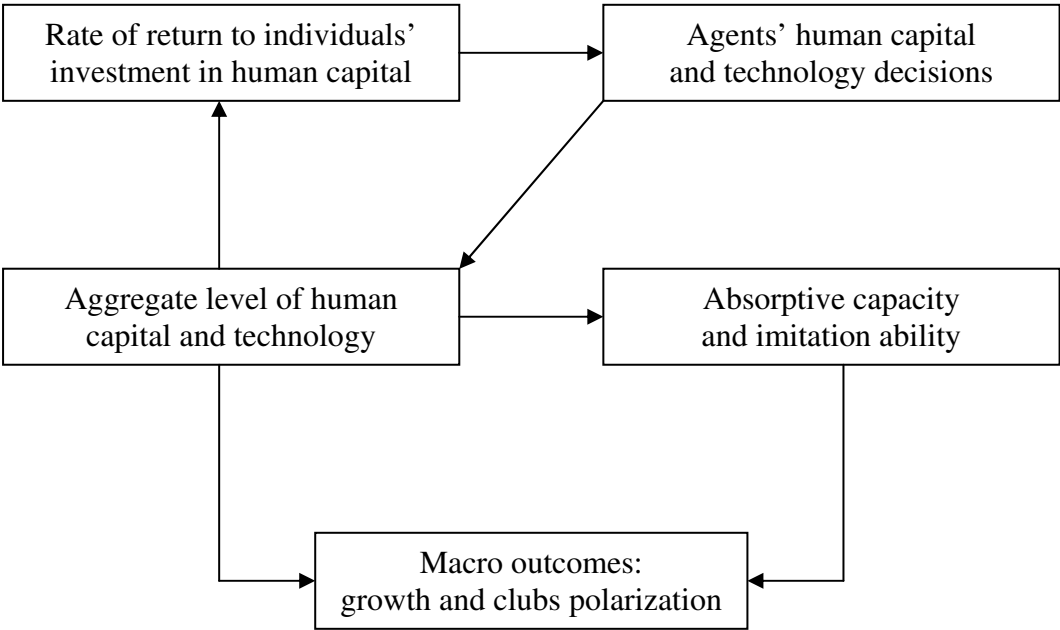 Rate of return to individuals’
investment in human capital
Agents’ human capital
and technology decisions
Aggregate level of human
capital and technology
Absorptive capacity
and imitation ability
Macro outcomes:
growth and clubs polarization